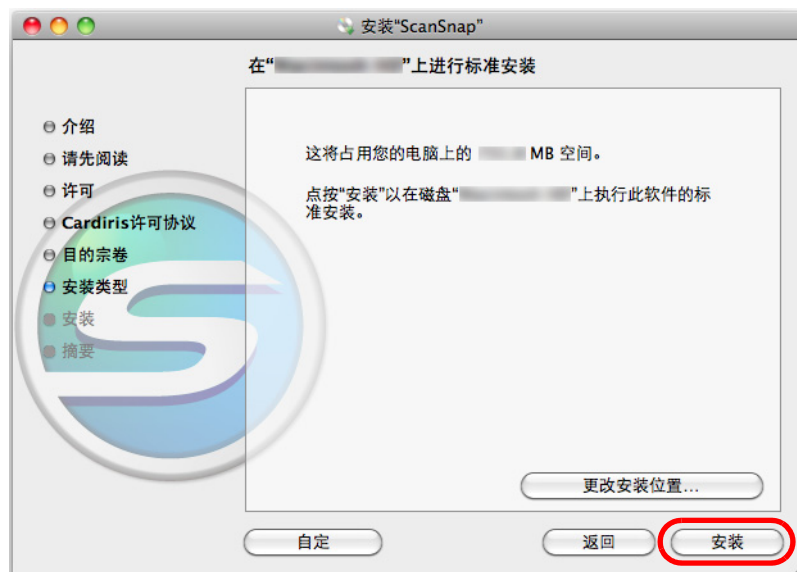 安装“ScanSnap”
在“ ”上进行标准安装
介绍
请先阅读
许可
Cardiris许可协议
目的宗卷
安装类型
安装
摘要
这将占用您的电脑上的 MB 空间。
点按“安装”以在磁盘“ ”上执行此软件的标
准安装。
更改安装位置...
自定
返回
安装